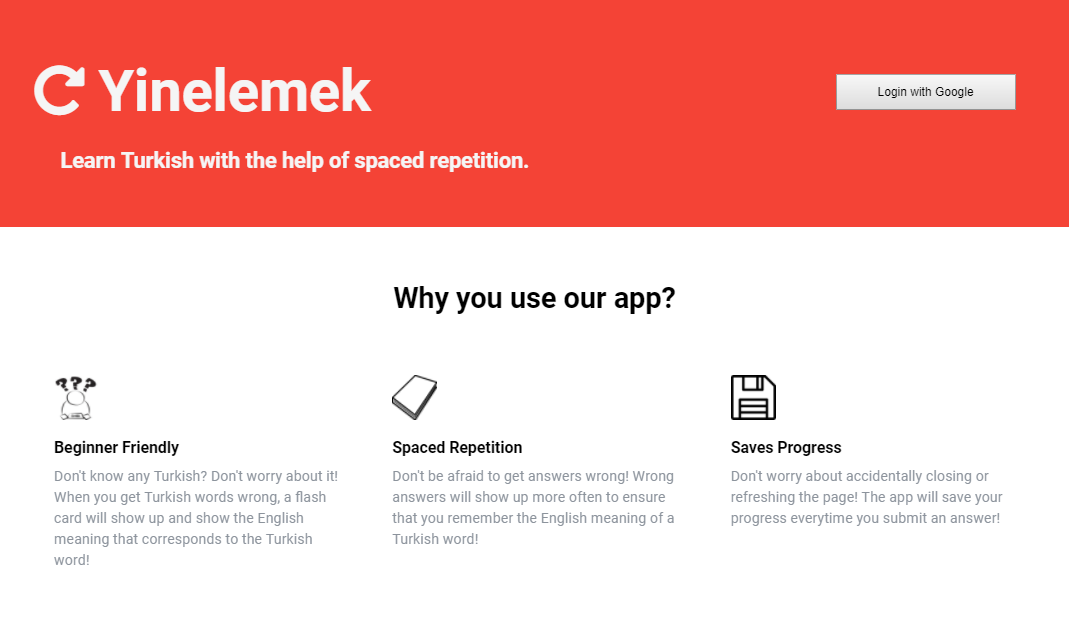 Yinelemek
Login with Google
Learn Turkish with the help of spaced repetition.
Why you use our app?
???
Beginner Friendly
Don't know any Turkish? Don't worry about it!
When you get Turkish words wrong, a flash
card will show up and show the English
meaning that corresponds to the Turkish
word!
Spaced Repetition
Don't be afraid to get answers wrong! Wrong
answers will show up more often to ensure
that you remember the English meaning of a
Turkish word!
Saves Progress
Don't worry about accidentally closing or
refreshing the page! The app will save your
progress everytime you submit an answer!